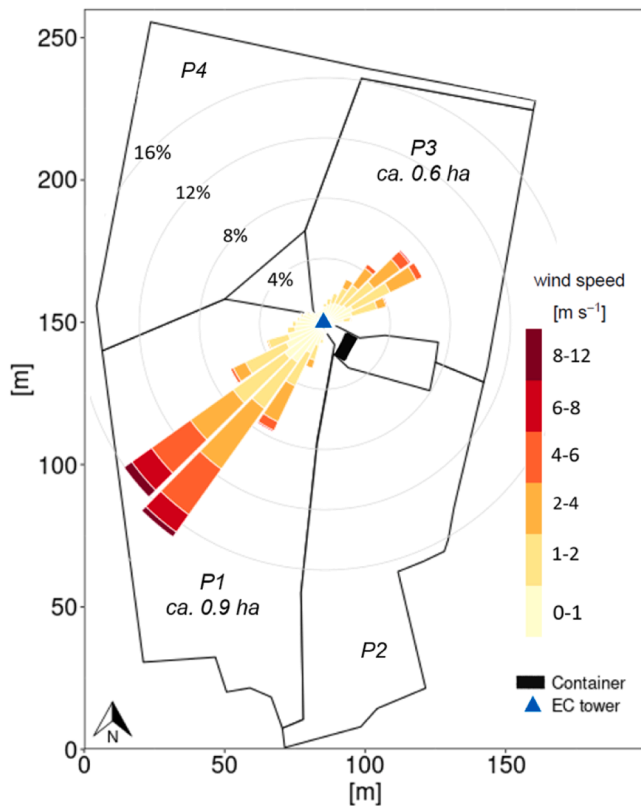 250
P4
P3
ca. 0.6 ha
16%
200
12%
8%
4%
wind speed
[m s⁻¹]
150
8-12
[m]
6-8
4-6
100
2-4
1-2
P1
ca. 0.9 ha
0-1
50
P2
Container
EC tower
N
0
0
50
100
150
[m]